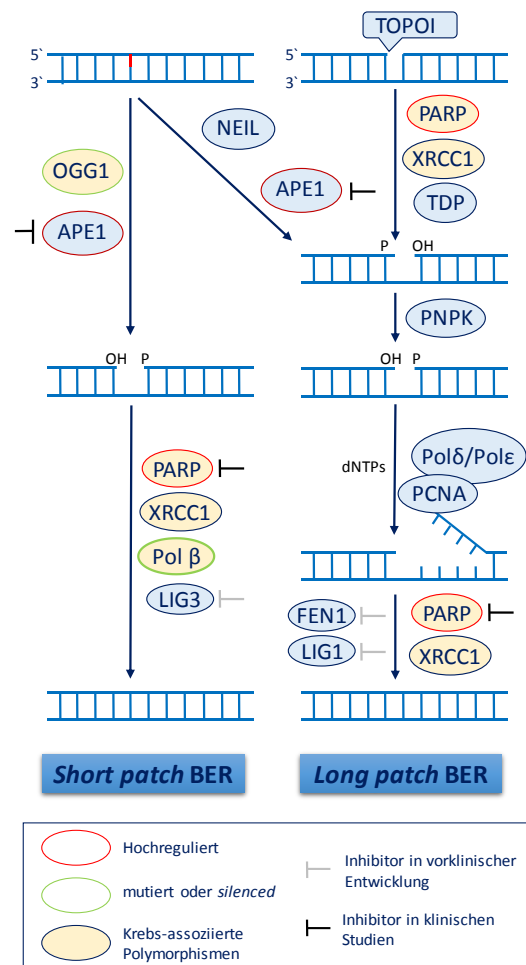 TOPOI
5`
3`
5`
3`
NEIL
PARP
OGG1
XRCC1
APE1
APE1
TDP
P OH
PNPK
OH P
OH P
PARP
dNTPs
Polδ/Polε
XRCC1
PCNA
Pol β
LIG3
FEN1
PARP
LIG1
XRCC1
Short patch BER
Long patch BER
Hochreguliert
mutiert oder silenced
Krebs-assoziierte
Polymorphismen
Inhibitor in vorklinischer
Entwicklung
Inhibitor in klinischen
Studien